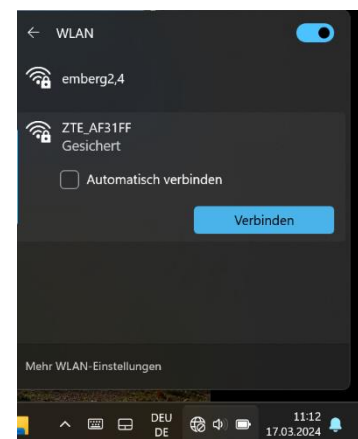 WLAN
emberg2,4
ZTE_AF31FF
Gesichert
Automatisch verbinden
Verbinden
Mehr WLAN-Einstellungen
DEU
DE
11:12
17.03.2024